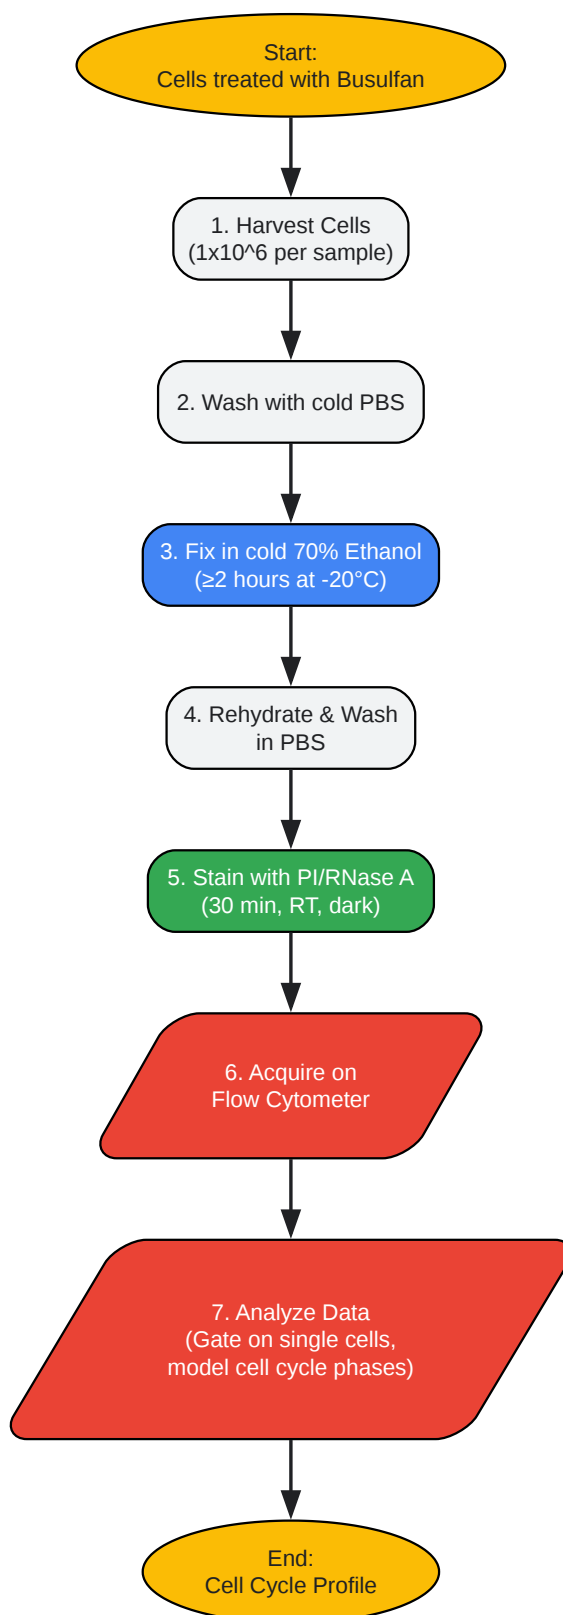 Start:
Cells treated with Busulfan
1. Harvest Cells
(1x10^6 per sample)
2. Wash with cold PBS
3. Fix in cold 70% Ethanol
(≥2 hours at -20°C)
4. Rehydrate & Wash
in PBS
5. Stain with PI/RNase A
(30 min, RT, dark)
6. Acquire on
Flow Cytometer
7. Analyze Data
(Gate on single cells,
model cell cycle phases)
End:
Cell Cycle Profile